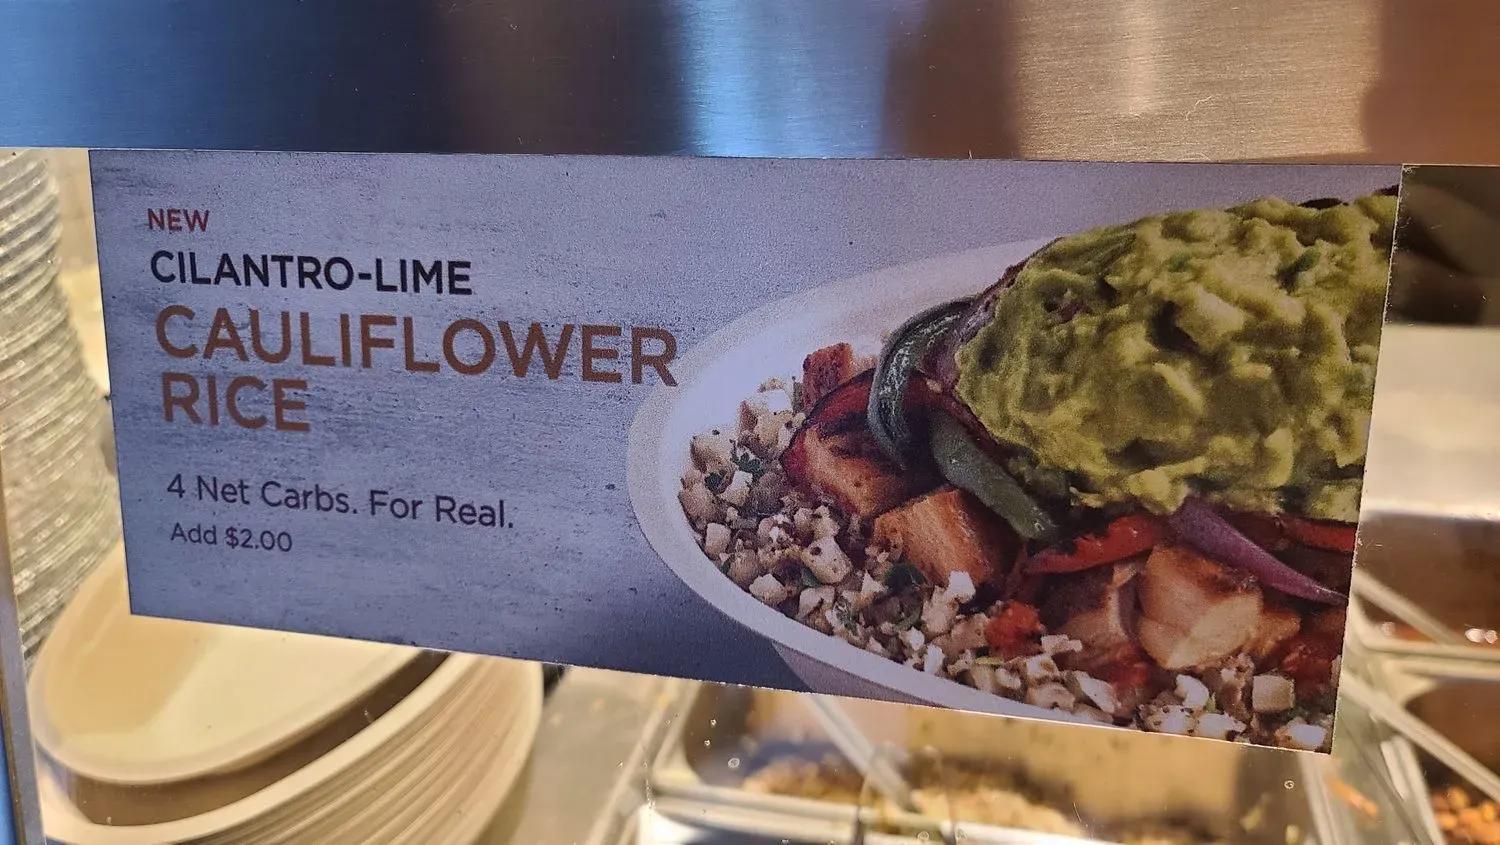 NEW
CILANTRO-LIME
CAULIFLOWER
RICE
4 Net Carbs. For Real.
Add $2.00